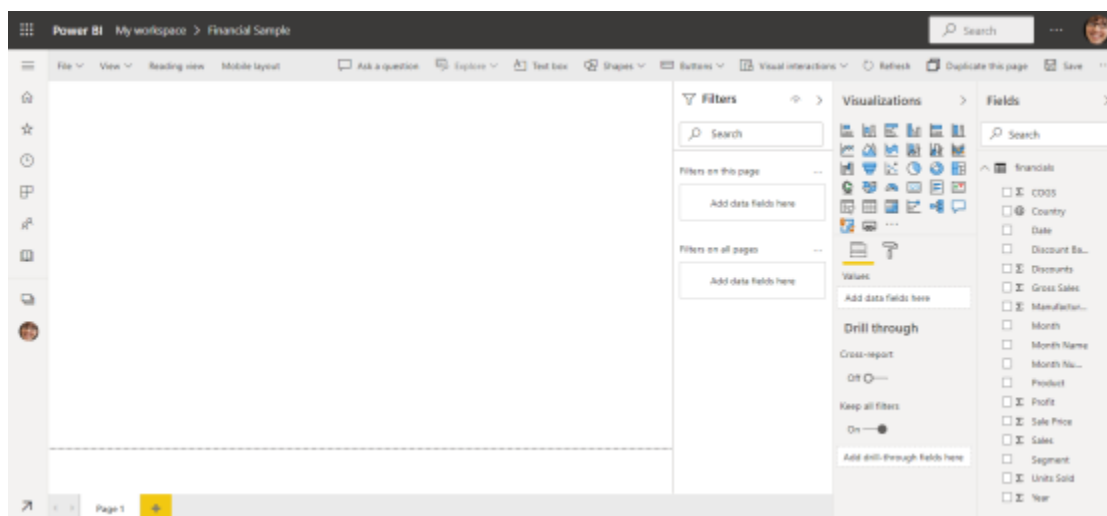 Power BI My workspace > Financial Sample Search ...
File View Reading view Mobile layout Ask a question Explore Text box Shapes Buttons Visual interactions Refresh Duplicate this page Save ...
Filters
Search
Filters on this page ...
Add data fields here
Filters on all pages ...
Add data fields here
Visualizations
...
Values
Add data fields here
Drill through
Cross-report
Off
Keep all filters
On
Add drill-through fields here
Fields
Search
financials
Σ COGS
Country
Date
Discount Ba...
Σ Discounts
Σ Gross Sales
Σ Manufactur...
Month
Month Name
Month Nu...
Product
Σ Profit
Σ Sale Price
Σ Sales
Segment
Σ Units Sold
Σ Year
Page 1 +